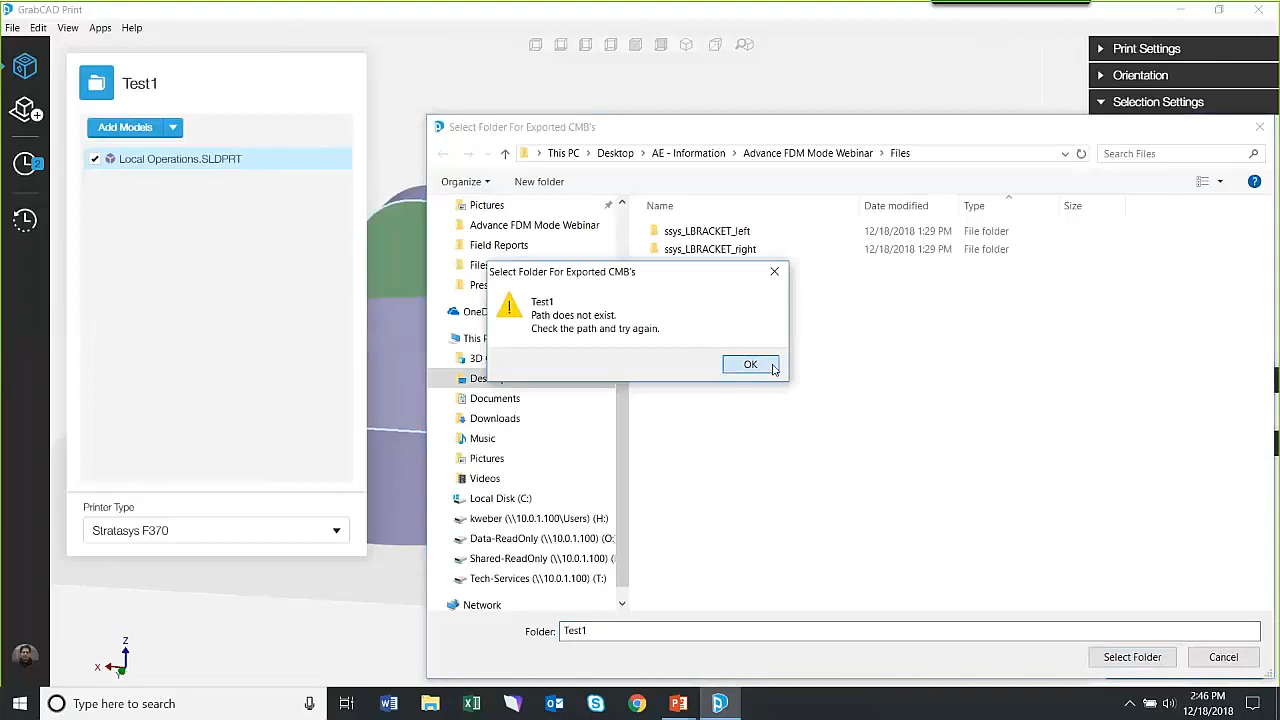 GrabCAD Print
File Edit View Apps Help
Test1
Add Models
Local Operations.SLDPRT
2
Printer Type
Stratasys F370
Z
X
Y
Print Settings
Orientation
Selection Settings
Select Folder For Exported CMB's
This PC Desktop AE - Information Advance FDM Mode Webinar Files
Search Files
Organize New folder
Name Date modified Type Size
ssys_LBRACKET_left 12/18/2018 1:29 PM File folder
ssys_LBRACKET_right 12/18/2018 1:29 PM File folder
Pictures
Advance FDM Mode Webinar
Field Reports
Files
Pres
OneD
This P
3D
Des
Documents
Downloads
Music
Pictures
Videos
Local Disk (C:)
kweber (\\10.0.1.100\Users) (H:)
Data-ReadOnly (\\10.0.1.100) (O:
Shared-ReadOnly (\\10.0.1.100) (
Tech-Services (\\10.0.1.100) (T:)
Network
Select Folder For Exported CMB's
Test1
Path does not exist.
Check the path and try again.
OK
Folder: Test1
Select Folder Cancel
Type here to search
2:46 PM
12/18/2018